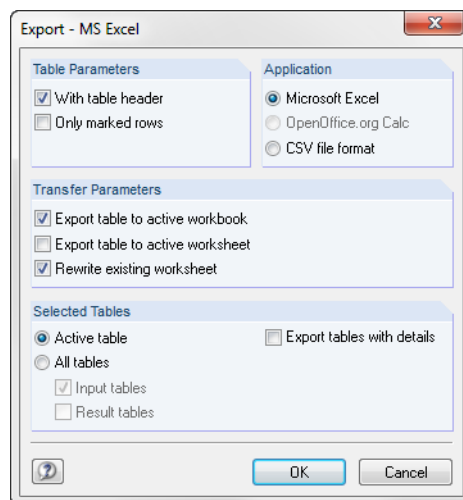 Export - MS Excel
Table Parameters
With table header
Only marked rows
Application
Microsoft Excel
OpenOffice.org Calc
CSV file format
Transfer Parameters
Export table to active workbook
Export table to active worksheet
Rewrite existing worksheet
Selected Tables
Active table
All tables
Input tables
Result tables
Export tables with details
OK
Cancel